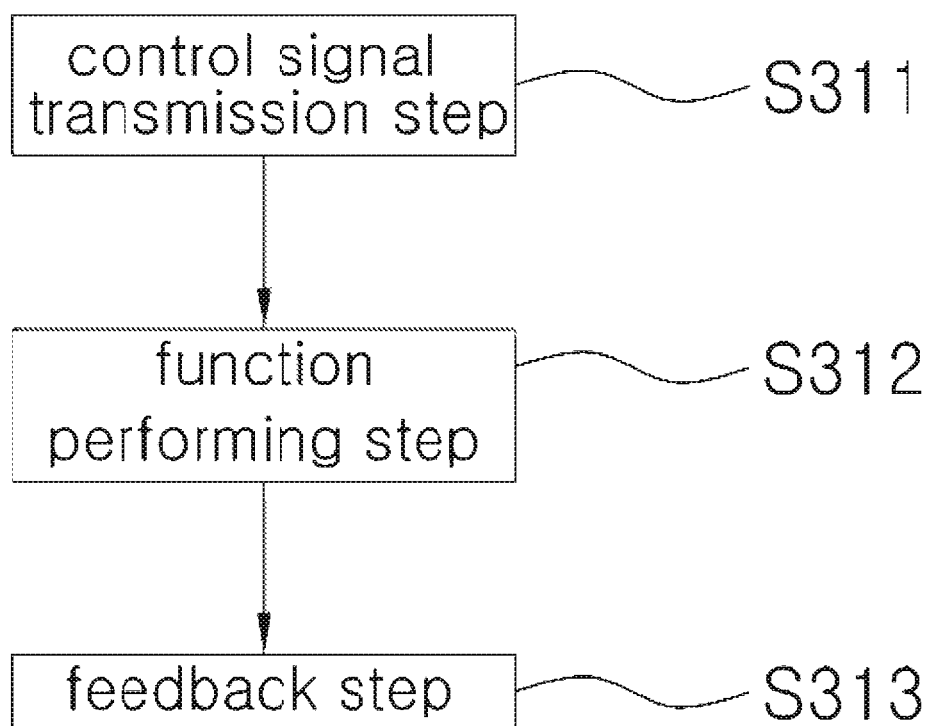 control signal
transmission step
S311
function
performing step
S312
feedback step
S313